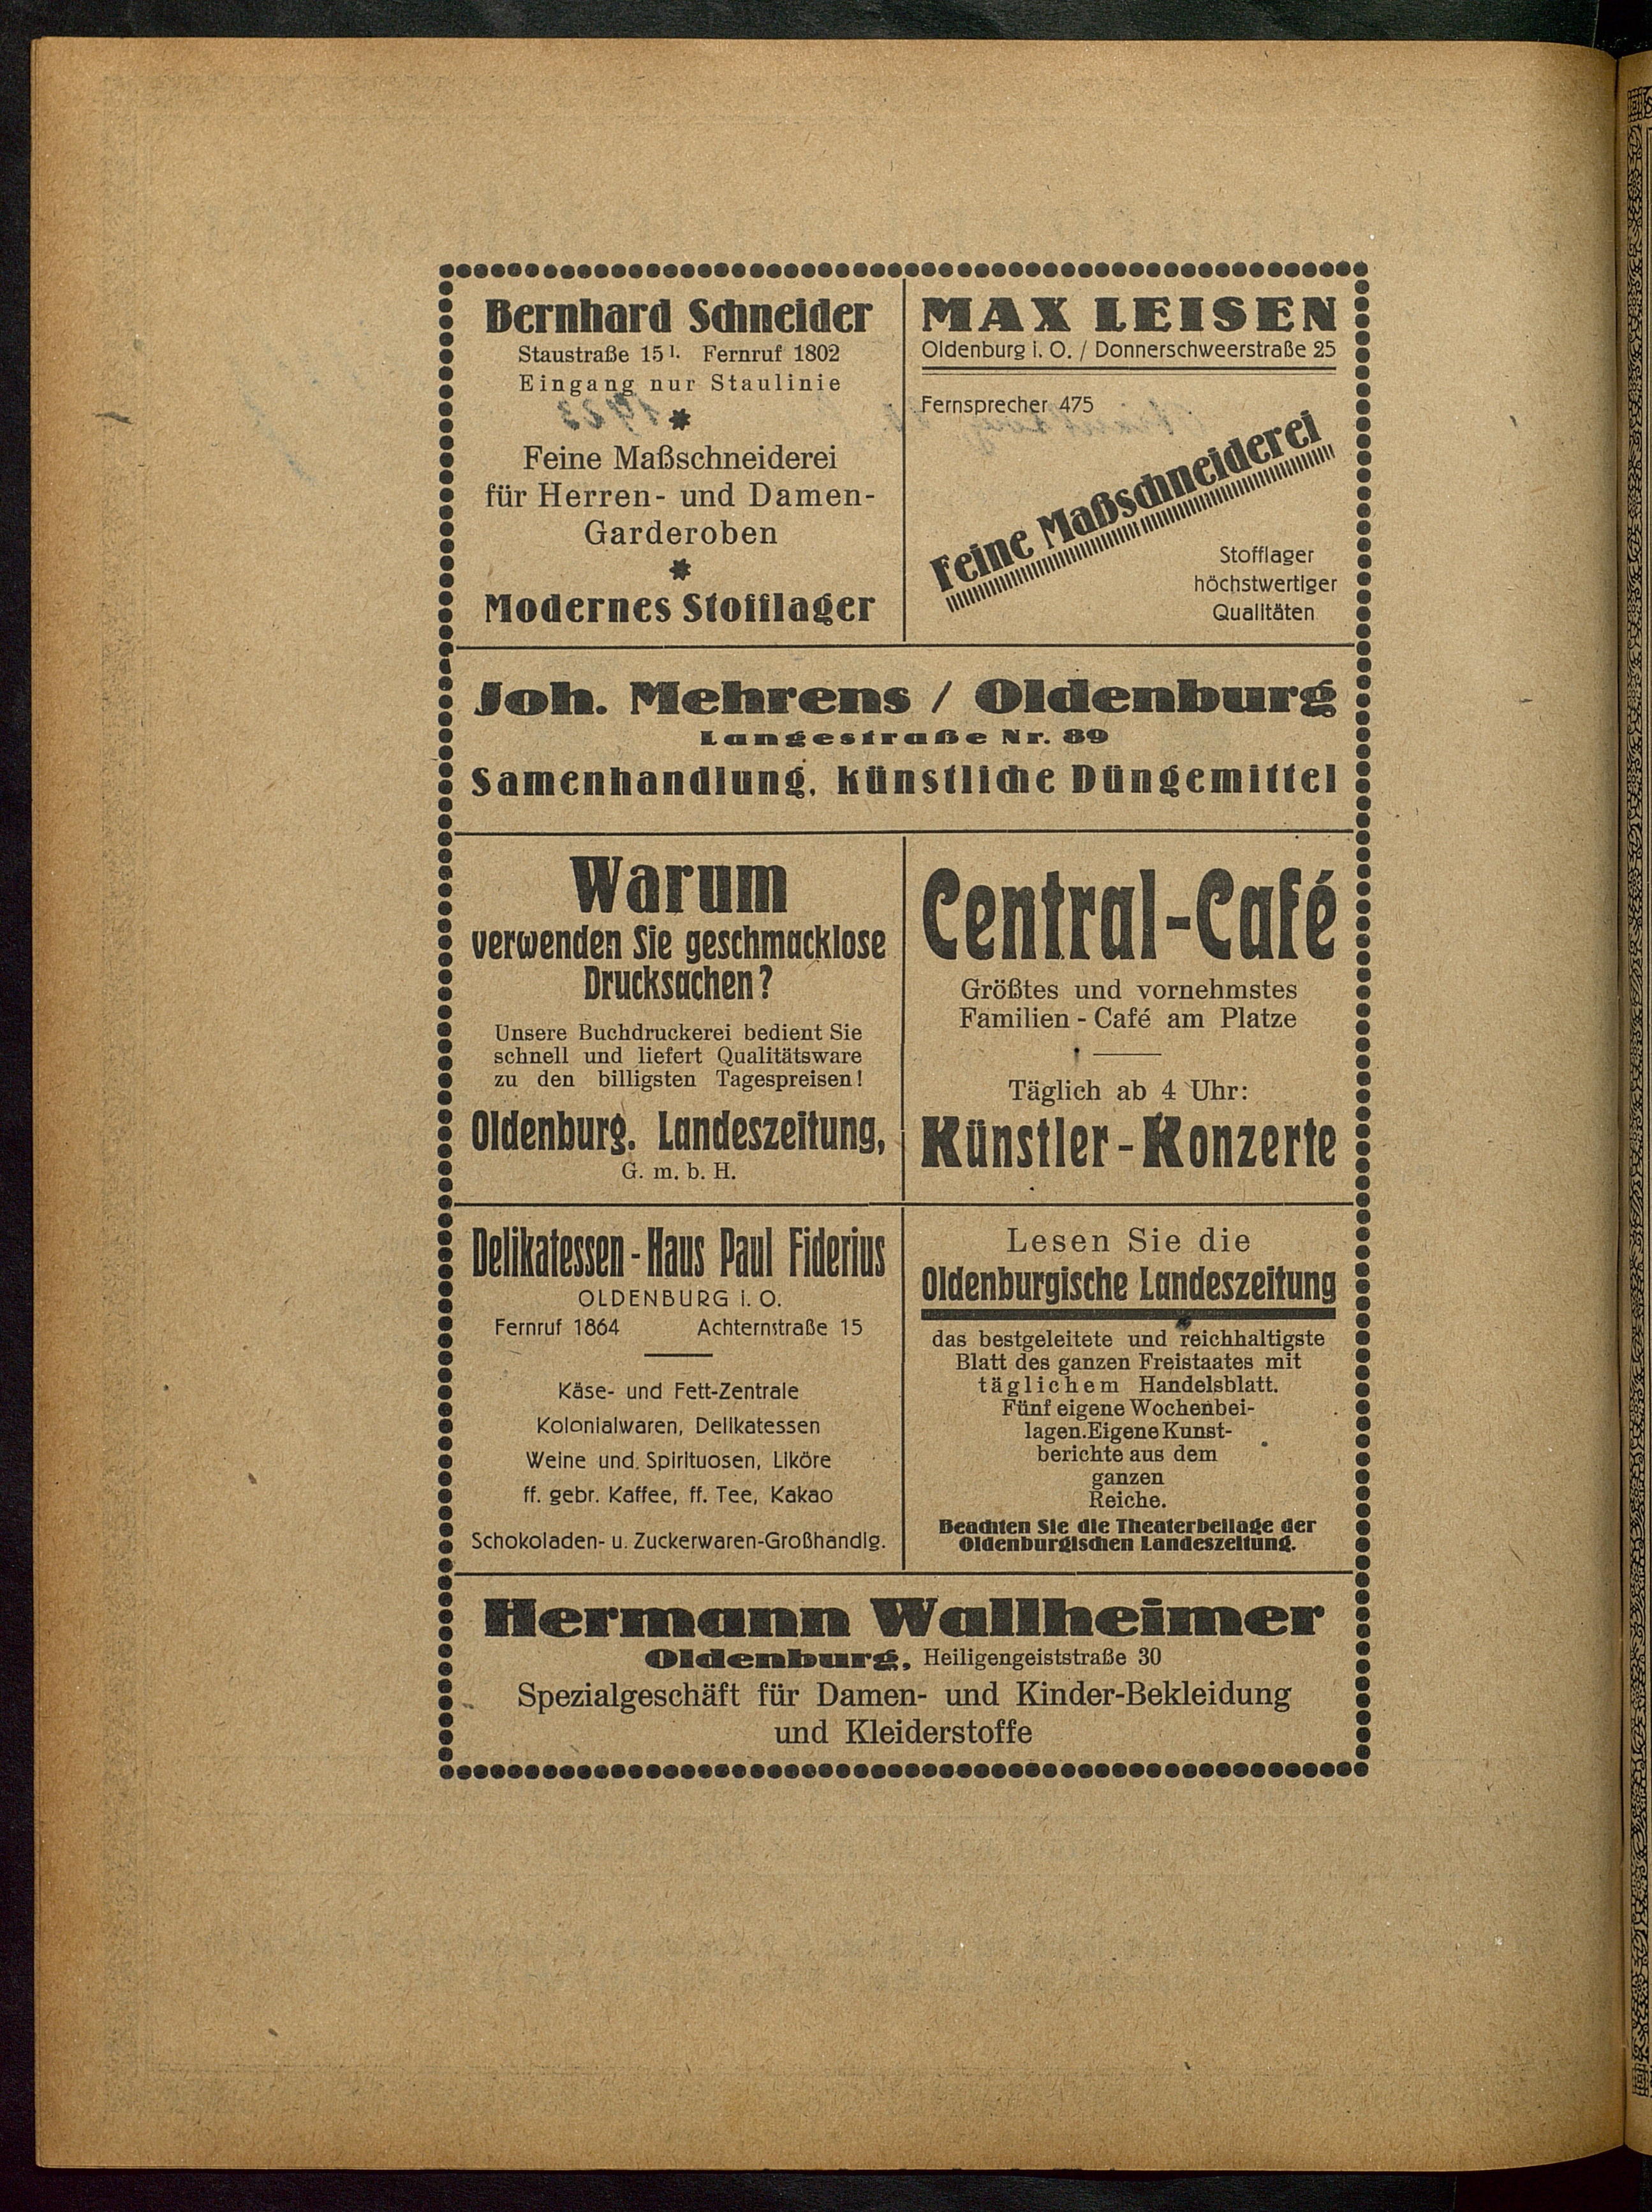 Bernhard Schneider
Staustraße 15 I. Fernruf 1802
Eingang nur Staulinie
Feine Maßschneiderei
für Herren- und Damen-
Garderoben
Modernes Stofflager
MAX LEISEN
Oldenburg i. O. / Donnerschweerstraße 25
Fernsprecher 475
Feine Maßschneiderei
Stofflager
höchstwertiger
Qualitäten
Joh. Mehrens / Oldenburg
Langestraße Nr. 89
Samenhandlung, künstliche Düngemittel
Warum
verwenden Sie geschmacklose
Drucksachen?
Unsere Buchdruckerei bedient Sie
schnell und liefert Qualitätsware
zu den billigsten Tagespreisen!
Oldenburg. Landeszeitung,
G. m. b. H.
Central-Café
Größtes und vornehmstes
Familien-Café am Platze
Täglich ab 4 Uhr:
Künstler-Konzerte
Delikatessen-Haus Paul Fiderius
OLDENBURG i. O.
Fernruf 1864 Achternstraße 15
Käse- und Fett-Zentrale
Kolonialwaren, Delikatessen
Weine und Spirituosen, Liköre
ff. gebr. Kaffee, ff. Tee, Kakao
Schokoladen- u. Zuckerwaren-Großhandlg.
Lesen Sie die
Oldenburgische Landeszeitung
das bestgeleitete und reichhaltigste
Blatt des ganzen Freistaates mit
täglichem Handelsblatt.
Fünf eigene Wochenbei-
lagen. Eigene Kunst-
berichte aus dem
ganzen
Reiche.
Beachten Sie die Theaterbeilage der
Oldenburgischen Landeszeitung.
Hermann Wallheimer
Oldenburg, Heiligengeiststraße 30
Spezialgeschäft für Damen- und Kinder-Bekleidung
und Kleiderstoffe